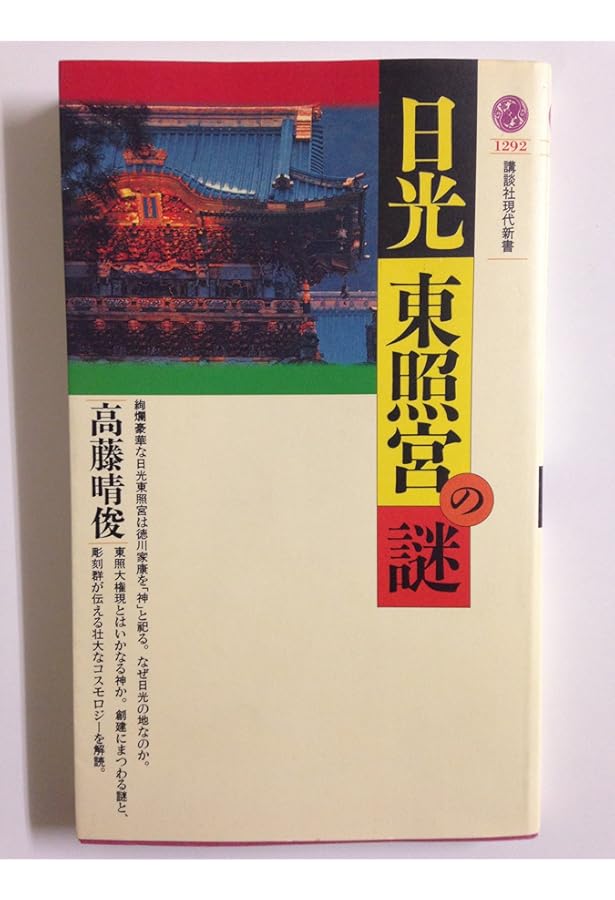 1292
講談社現代新書
日光
東照宮の謎
絢爛豪華な日光東照宮は徳川家康を「神」と祀る。なぜ日光の地なのか。
東照大権現とはいかなる神か。創建にまつわる謎と、
彫刻群が伝える壮大なコスモロジーを解読。
高藤晴俊